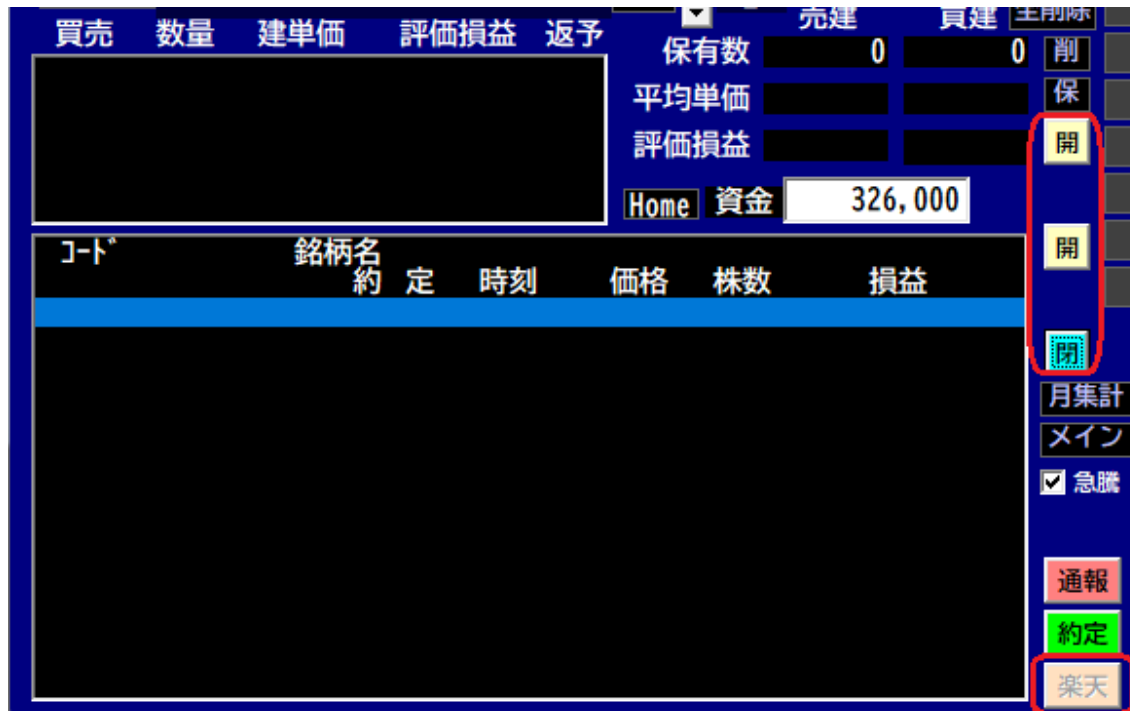 売建 買建 全削除
買売 数量 建単価 評価損益 返予
保有数 0 0 削
平均単価 保
評価損益 開
Home 資金 326,000
ｺｰﾄﾞ 銘柄名 開
約 定 時刻 価格 株数 損益
閉
月集計
メイン
急騰
通報
約定
楽天